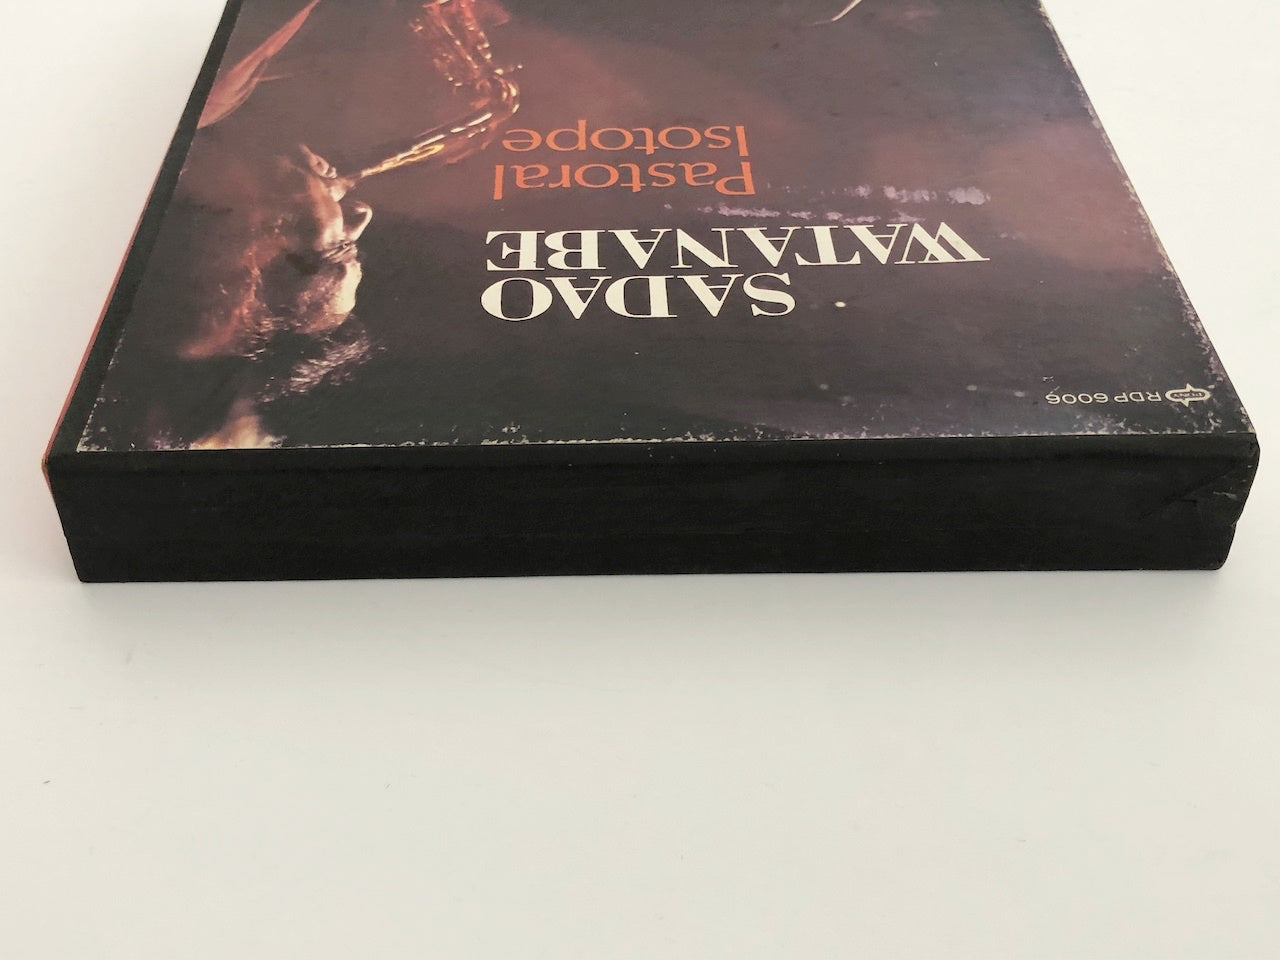 RDP 6006
SADAO
WATANABE
Pastoral
Isotope